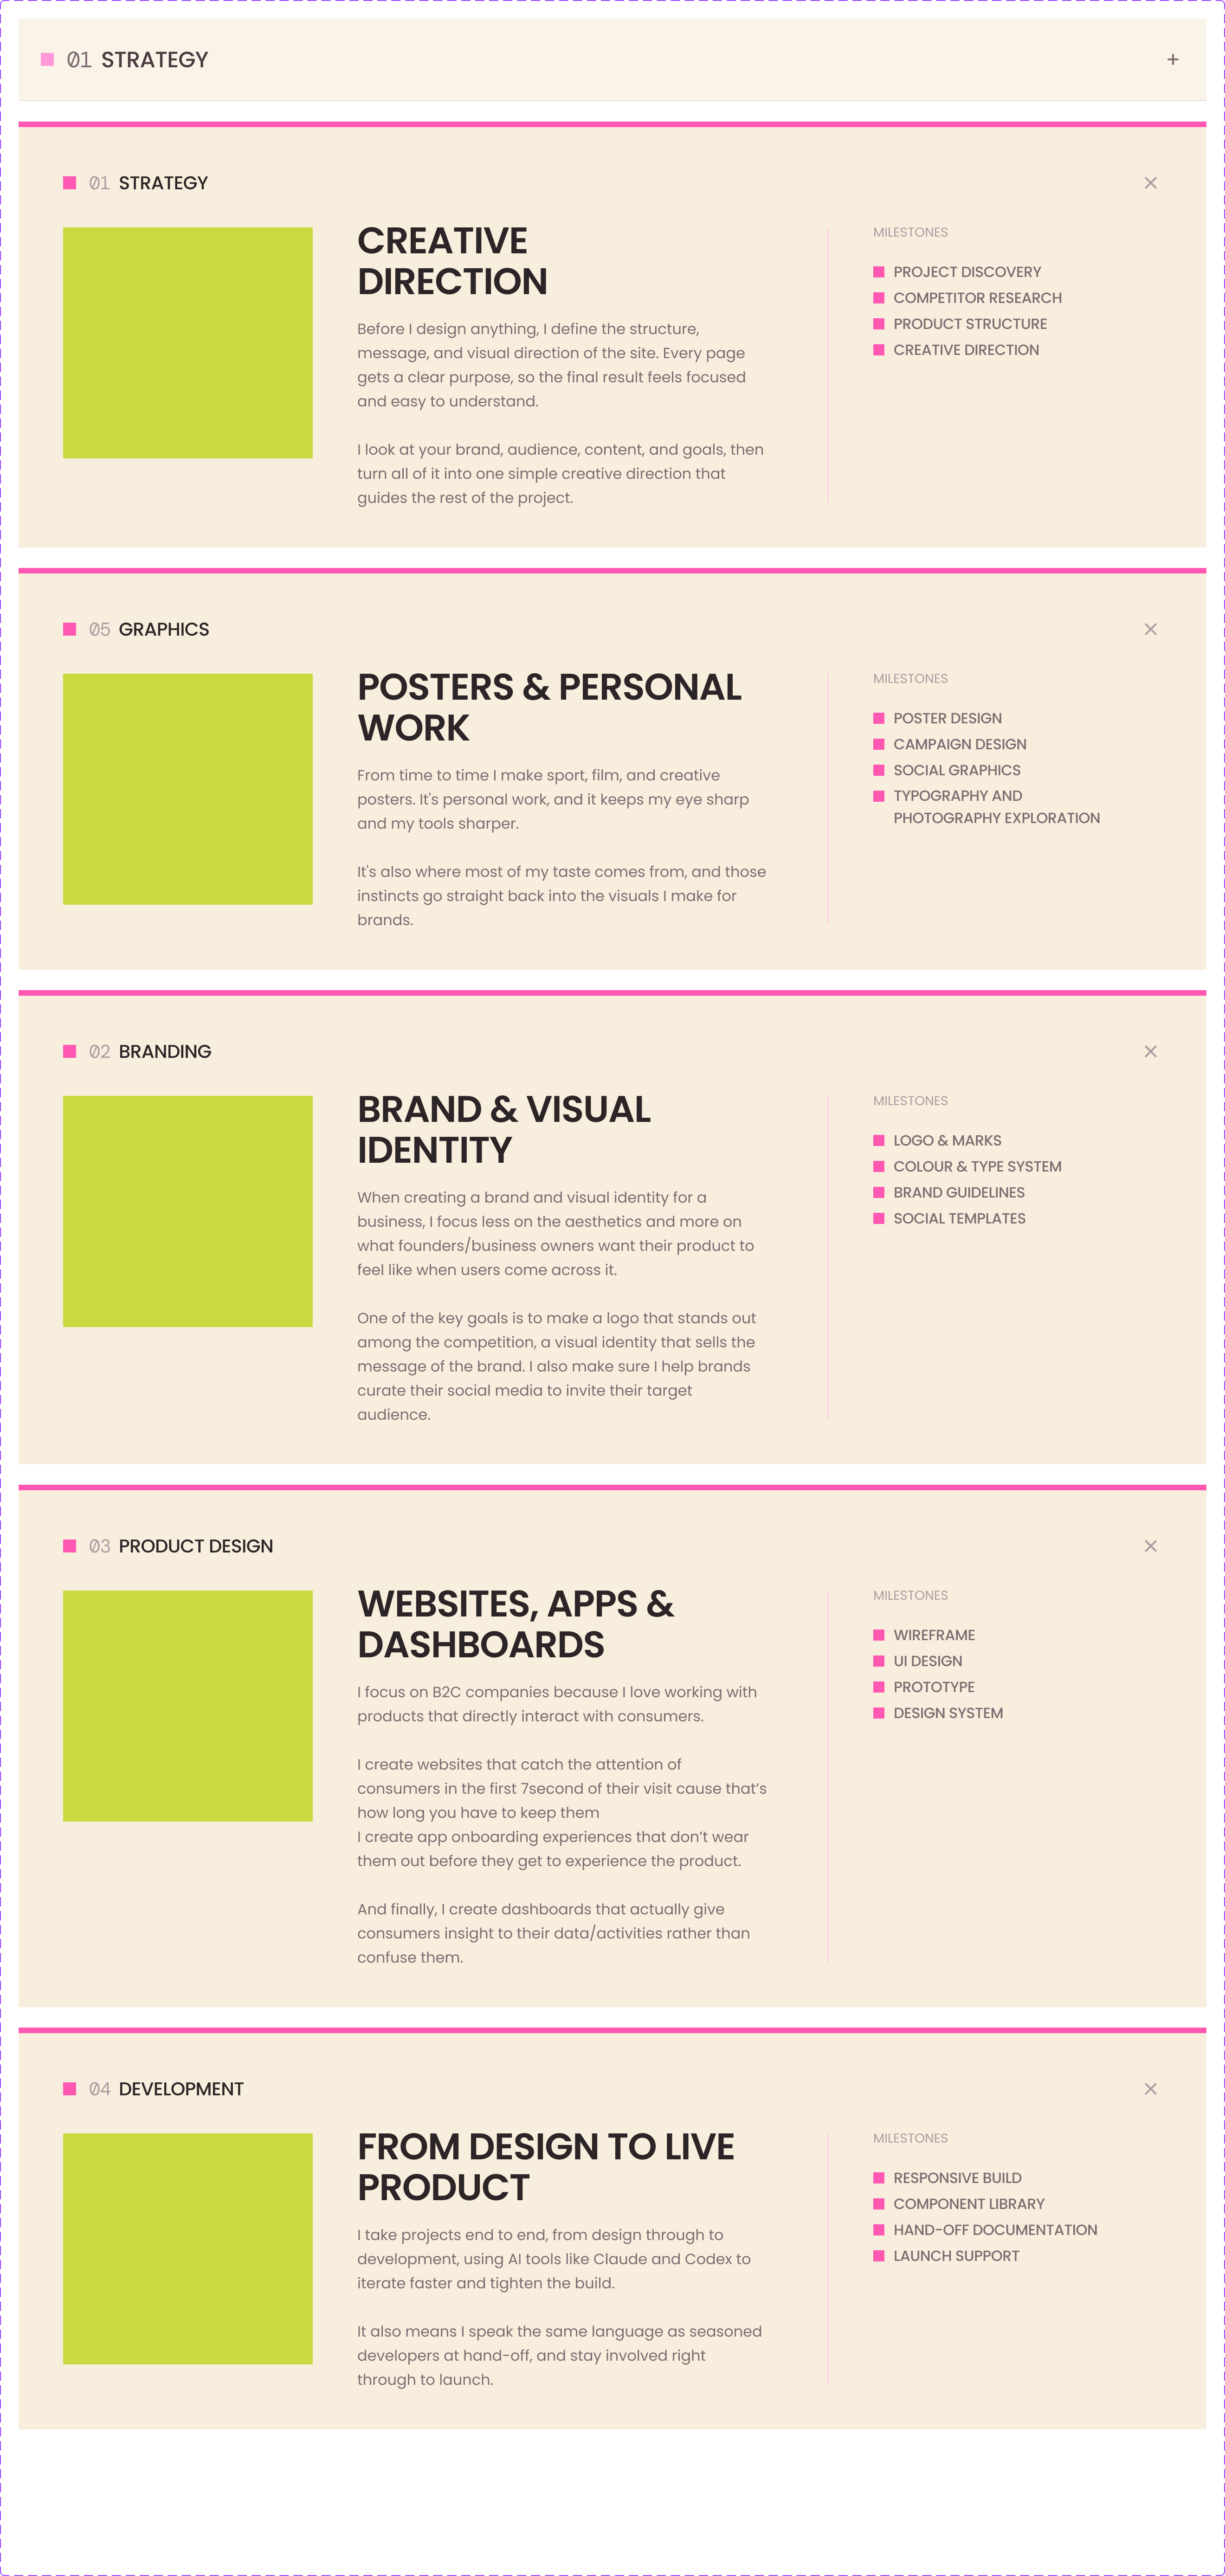 01 STRATEGY +
01 STRATEGY
CREATIVE
DIRECTION
Before I design anything, I define the structure,
message, and visual direction of the site. Every page
gets a clear purpose, so the final result feels focused
and easy to understand.
I look at your brand, audience, content, and goals, then
turn all of it into one simple creative direction that
guides the rest of the project.
MILESTONES
PROJECT DISCOVERY
COMPETITOR RESEARCH
PRODUCT STRUCTURE
CREATIVE DIRECTION
05 GRAPHICS
POSTERS & PERSONAL
WORK
From time to time I make sport, film, and creative
posters. It's personal work, and it keeps my eye sharp
and my tools sharper.
It's also where most of my taste comes from, and those
instincts go straight back into the visuals I make for
brands.
MILESTONES
POSTER DESIGN
CAMPAIGN DESIGN
SOCIAL GRAPHICS
TYPOGRAPHY AND
PHOTOGRAPHY EXPLORATION
02 BRANDING
BRAND & VISUAL
IDENTITY
When creating a brand and visual identity for a
business, I focus less on the aesthetics and more on
what founders/business owners want their product to
feel like when users come across it.
One of the key goals is to make a logo that stands out
among the competition, a visual identity that sells the
message of the brand. I also make sure I help brands
curate their social media to invite their target
audience.
MILESTONES
LOGO & MARKS
COLOUR & TYPE SYSTEM
BRAND GUIDELINES
SOCIAL TEMPLATES
03 PRODUCT DESIGN
WEBSITES, APPS &
DASHBOARDS
I focus on B2C companies because I love working with
products that directly interact with consumers.
I create websites that catch the attention of
consumers in the first 7second of their visit cause that’s
how long you have to keep them
I create app onboarding experiences that don’t wear
them out before they get to experience the product.
And finally, I create dashboards that actually give
consumers insight to their data/activities rather than
confuse them.
MILESTONES
WIREFRAME
UI DESIGN
PROTOTYPE
DESIGN SYSTEM
04 DEVELOPMENT
FROM DESIGN TO LIVE
PRODUCT
I take projects end to end, from design through to
development, using AI tools like Claude and Codex to
iterate faster and tighten the build.
It also means I speak the same language as seasoned
developers at hand-off, and stay involved right
through to launch.
MILESTONES
RESPONSIVE BUILD
COMPONENT LIBRARY
HAND-OFF DOCUMENTATION
LAUNCH SUPPORT